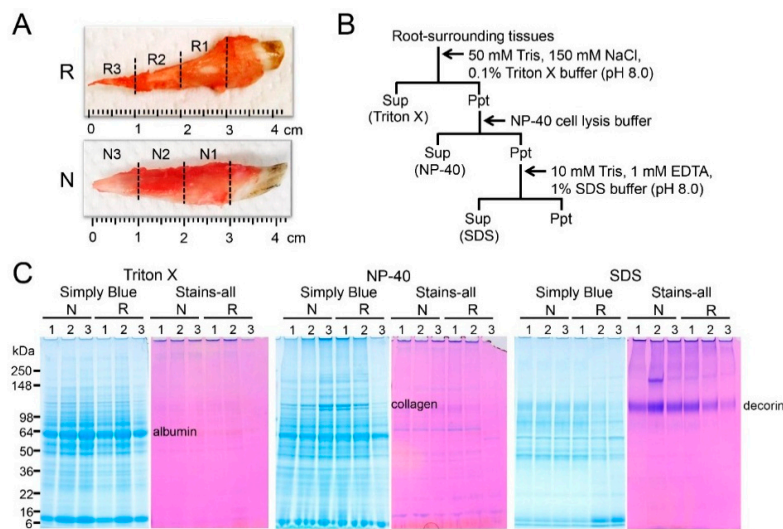 A
R
R3 R2 R1
0 1 2 3 4 cm
N
N3 N2 N1
0 1 2 3 4 cm
B
Root-surrounding tissues
50 mM Tris, 150 mM NaCl,
0.1% Triton X buffer (pH 8.0)
Sup
(Triton X)
Ppt
NP-40 cell lysis buffer
Sup
(NP-40)
Ppt
10 mM Tris, 1 mM EDTA,
1% SDS buffer (pH 8.0)
Sup
(SDS)
Ppt
C
Triton X NP-40 SDS
Simply Blue Stains-all Simply Blue Stains-all Simply Blue Stains-all
N R N R N R N R N R N R
1 2 3 1 2 3 1 2 3 1 2 3 1 2 3 1 2 3 1 2 3 1 2 3 1 2 3 1 2 3 1 2 3 1 2 3
kDa
250
148
98
64
50
36
22
16
6
albumin
collagen
decorin